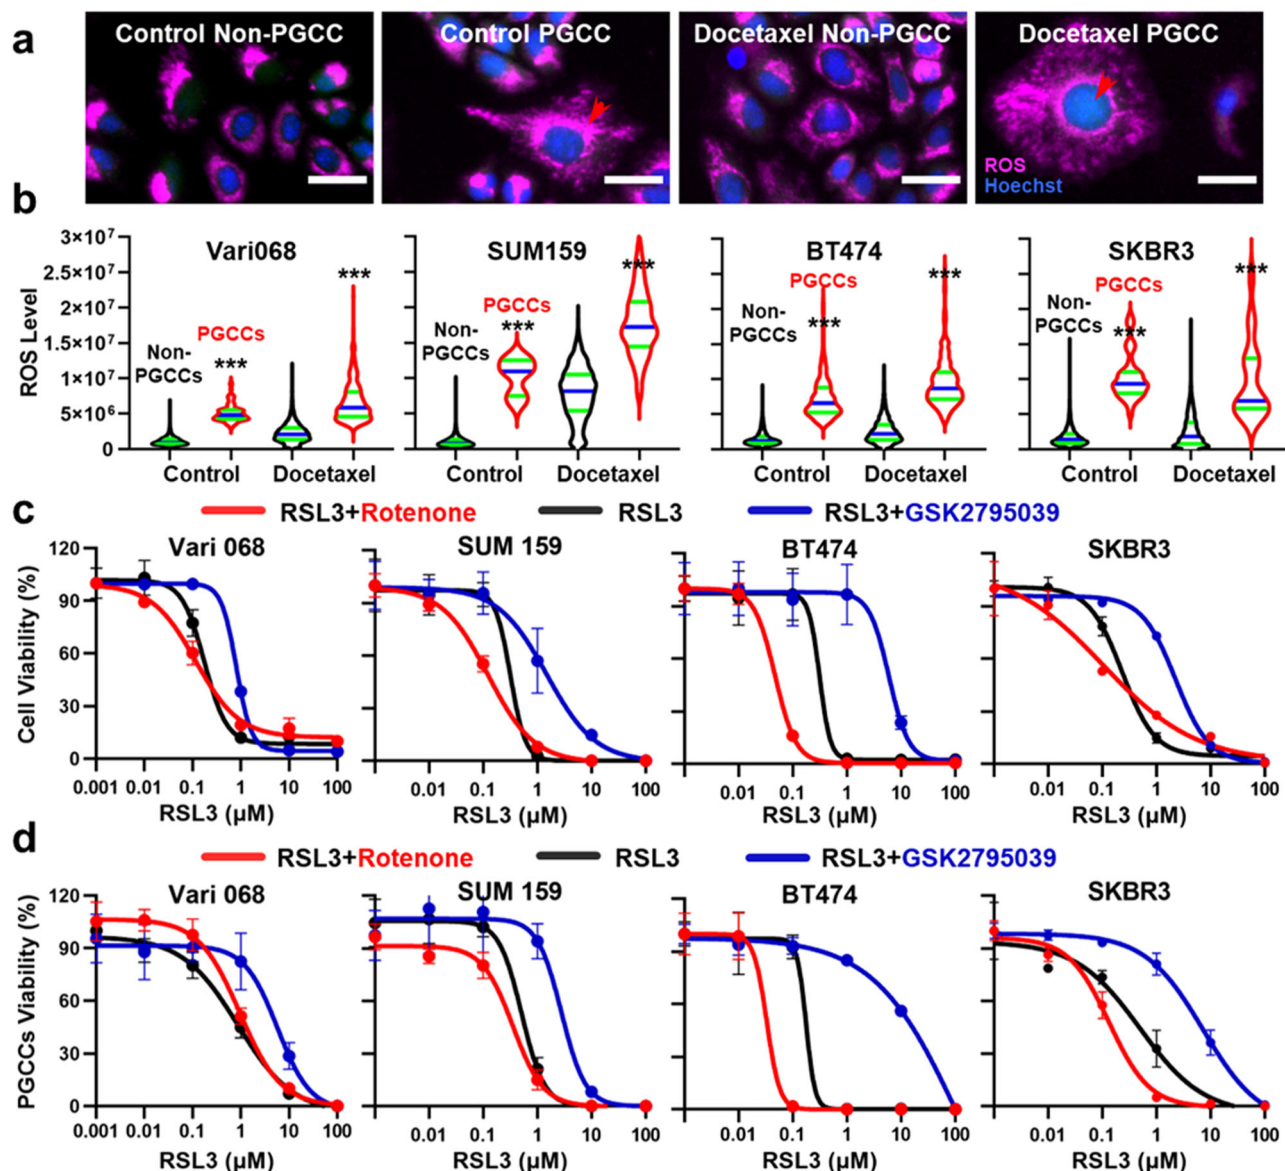 a
Control Non-PGCC
Control PGCC
Docetaxel Non-PGCC
Docetaxel PGCC
ROS
Hoechst
b
ROS Level
3×10⁷
2.5×10⁷
2×10⁷
1.5×10⁷
1×10⁷
5×10⁶
0
Vari068
Non-
PGCCs
PGCCs
***
***
Control
Docetaxel
SUM159
Non-
PGCCs
PGCCs
***
***
Control
Docetaxel
BT474
Non-
PGCCs
PGCCs
***
***
Control
Docetaxel
SKBR3
Non-
PGCCs
PGCCs
***
***
Control
Docetaxel
c
RSL3+Rotenone
RSL3
RSL3+GSK2795039
Cell Viability (%)
120
90
60
30
0
Vari 068
0.001 0.01 0.1 1 10 100
RSL3 (μM)
SUM 159
0.01 0.1 1 10 100
RSL3 (μM)
BT474
0.01 0.1 1 10 100
RSL3 (μM)
SKBR3
0.01 0.1 1 10 100
RSL3 (μM)
d
RSL3+Rotenone
RSL3
RSL3+GSK2795039
PGCCs Viability (%)
120
90
60
30
0
Vari 068
0.001 0.01 0.1 1 10 100
RSL3 (μM)
SUM 159
0.01 0.1 1 10 100
RSL3 (μM)
BT474
0.01 0.1 1 10 100
RSL3 (μM)
SKBR3
0.01 0.1 1 10 100
RSL3 (μM)